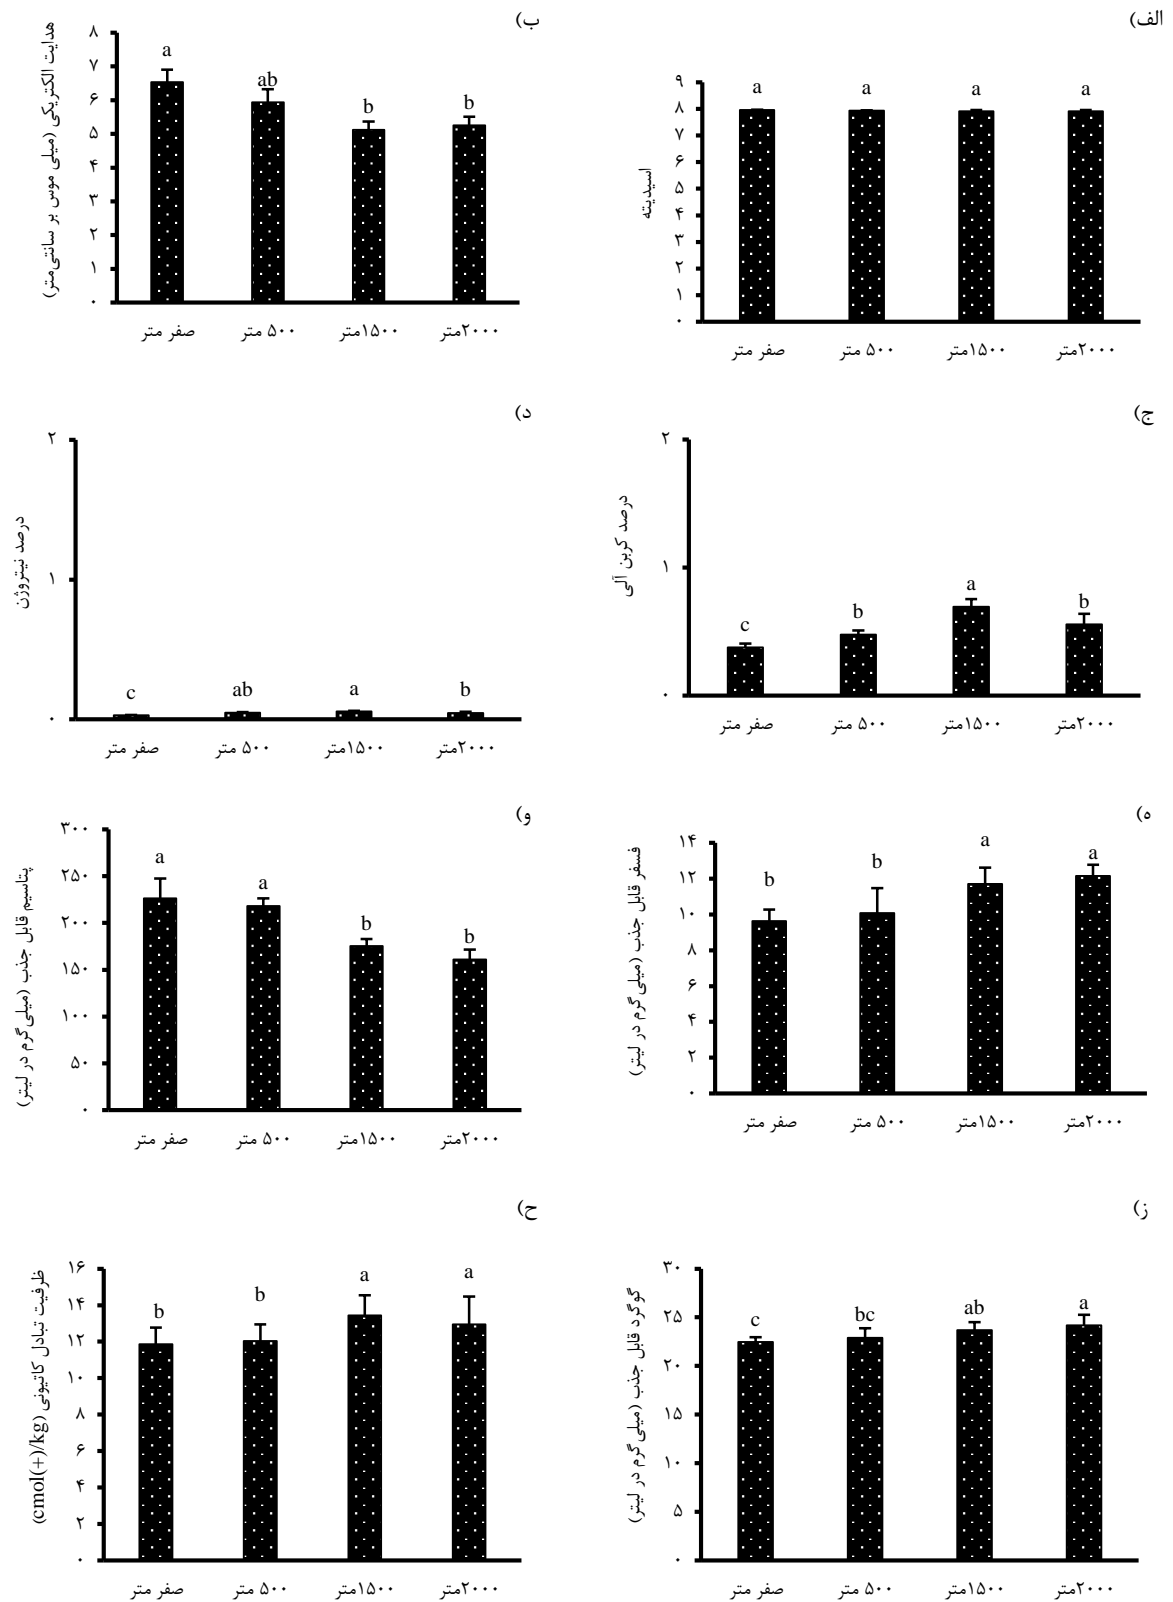 الف)
اسیدیته
۹
۸
۷
۶
۵
۴
۳
۲
۱
۰
a a a a
صفر متر ۵۰۰ متر ۱۵۰۰متر ۲۰۰۰متر
ب)
هدایت الکتریکی (میلی موس بر سانتی‌متر)
۸
۷
۶
۵
۴
۳
۲
۱
۰
a ab b b
صفر متر ۵۰۰ متر ۱۵۰۰متر ۲۰۰۰متر
ج)
درصد کربن آلی
۲
۱
۰
c b a b
صفر متر ۵۰۰ متر ۱۵۰۰متر ۲۰۰۰متر
د)
درصد نیتروژن
۲
۱
۰
c ab a b
صفر متر ۵۰۰ متر ۱۵۰۰متر ۲۰۰۰متر
ه)
فسفر قابل جذب (میلی‌گرم در لیتر)
۱۴
۱۲
۱۰
۸
۶
۴
۲
۰
b b a a
صفر متر ۵۰۰ متر ۱۵۰۰متر ۲۰۰۰متر
و)
پتاسیم قابل جذب (میلی‌گرم در لیتر)
۳۰۰
۲۵۰
۲۰۰
۱۵۰
۱۰۰
۵۰
۰
a a b b
صفر متر ۵۰۰ متر ۱۵۰۰متر ۲۰۰۰متر
ز)
گوگرد قابل جذب (میلی‌گرم در لیتر)
۳۰
۲۵
۲۰
۱۵
۱۰
۵
۰
c bc ab a
صفر متر ۵۰۰ متر ۱۵۰۰متر ۲۰۰۰متر
ح)
ظرفیت تبادل کاتیونی (cmol(+)/kg)
۱۶
۱۴
۱۲
۱۰
۸
۶
۴
۲
۰
b b a a
صفر متر ۵۰۰ متر ۱۵۰۰متر ۲۰۰۰متر